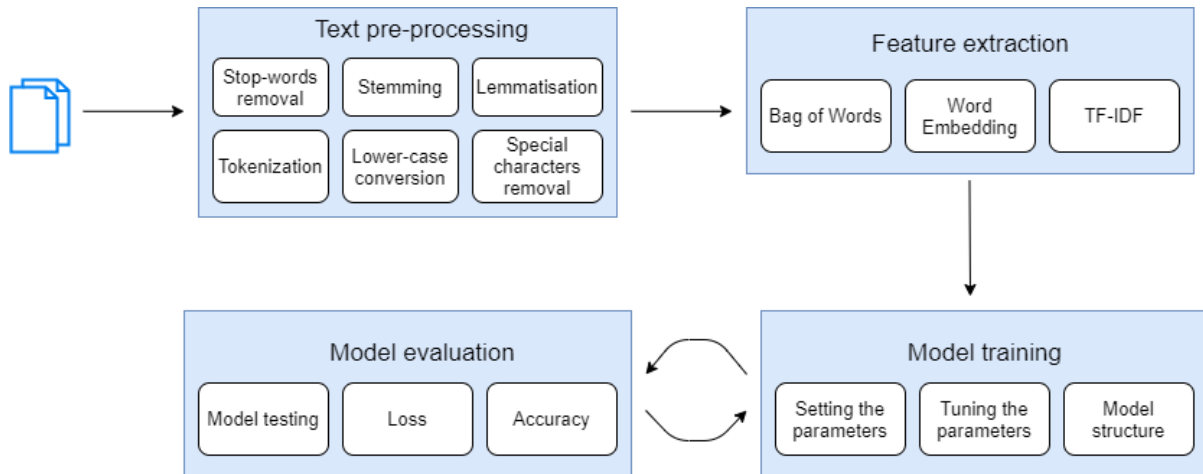 Text pre-processing
Stop-words
removal
Stemming
Lemmatisation
Tokenization
Lower-case
conversion
Special
characters
removal
Feature extraction
Bag of Words
Word
Embedding
TF-IDF
Model evaluation
Model testing
Loss
Accuracy
Model training
Setting the
parameters
Tuning the
parameters
Model
structure